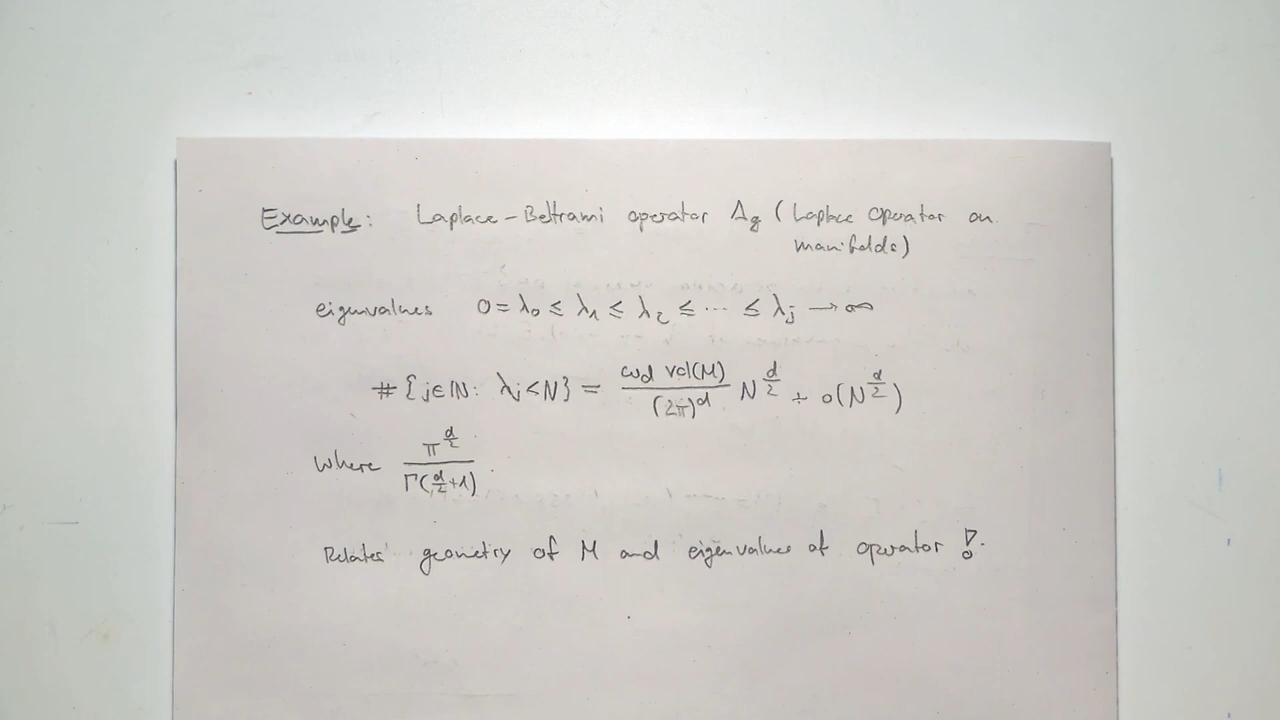 Example: Laplace-Beltrami operator Δg (Laplace operator on
manifolds)
eigenvalues 0 = λ₀ ≤ λ₁ ≤ λ₂ ≤ ⋯ ≤ λⱼ → ∞
# {j∈ℕ: λⱼ < N} = ωd vol(M) / (2π)^d N^(d/2) + o(N^(d/2))
where π^(d/2) / Γ(d/2+1)
Relates geometry of M and eigenvalues of operator !